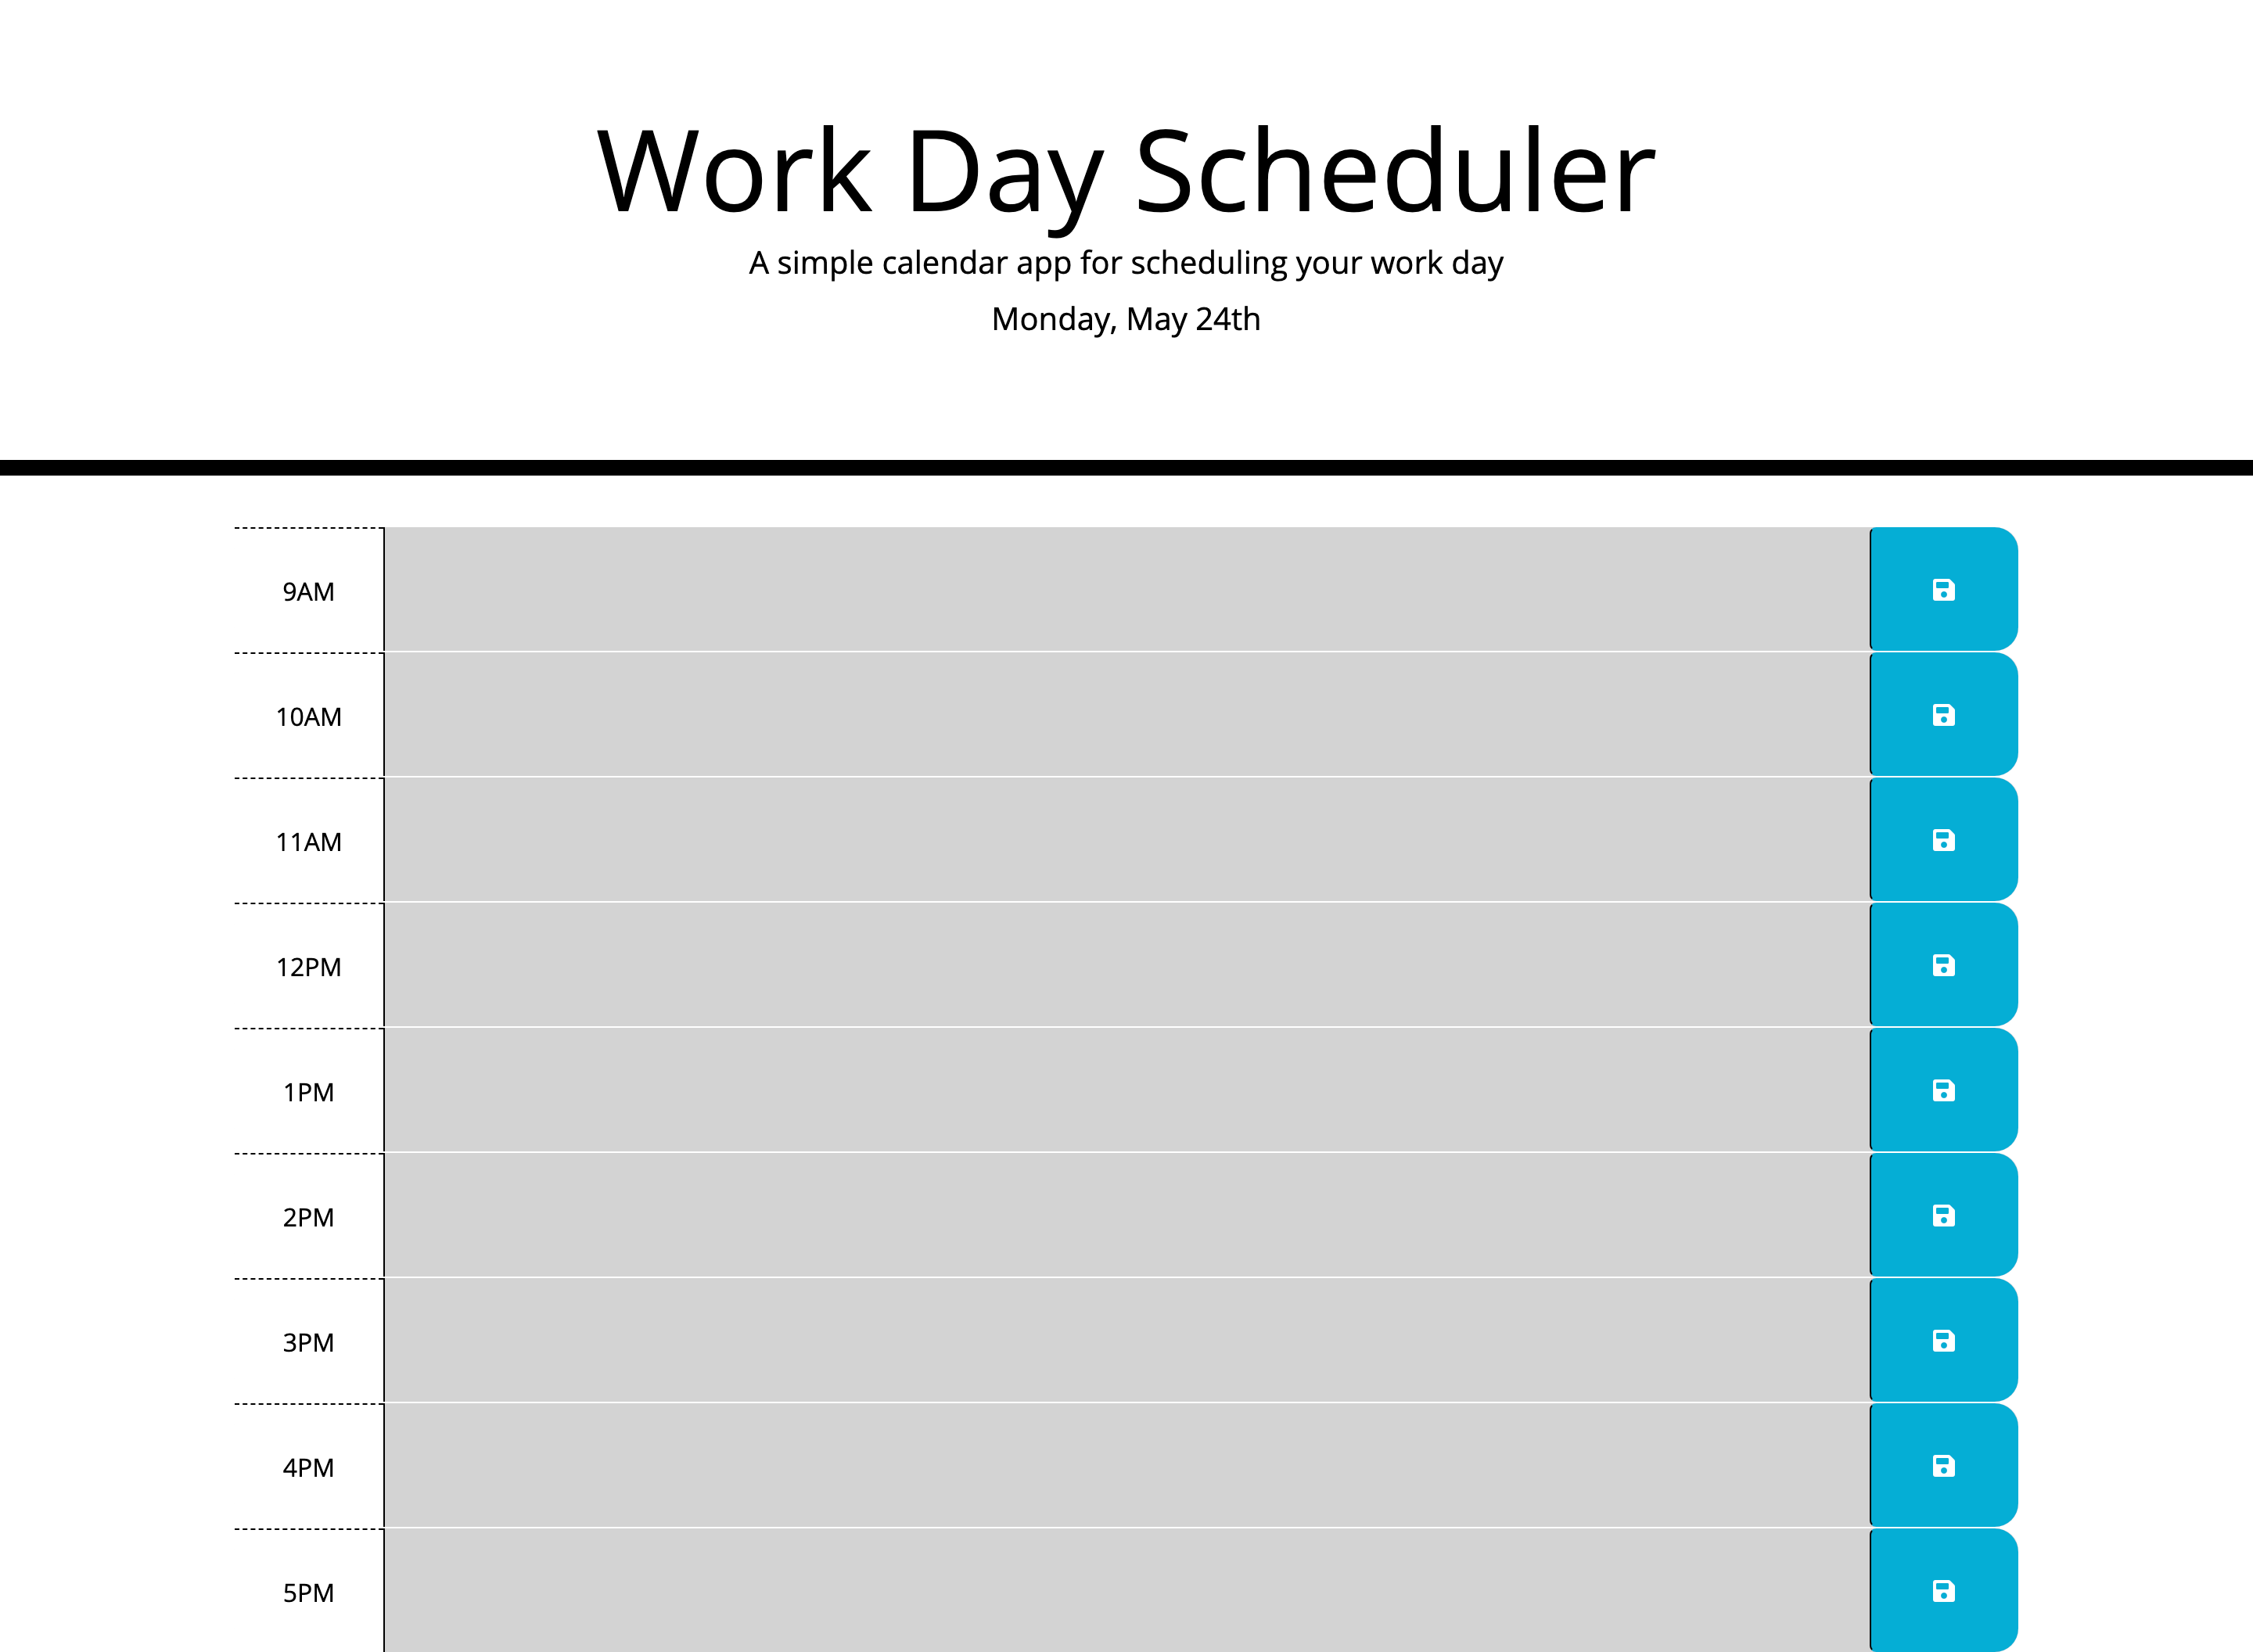 Work Day Scheduler
A simple calendar app for scheduling your work day
Monday, May 24th
9AM
10AM
11AM
12PM
1PM
2PM
3PM
4PM
5PM